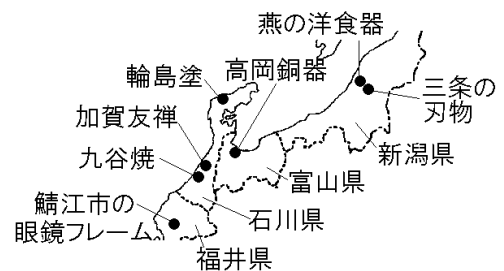 燕の洋食器
輪島塗
高岡銅器
三条の
刃物
加賀友禅
九谷焼
新潟県
富山県
鯖江市の
眼鏡フレーム
石川県
福井県